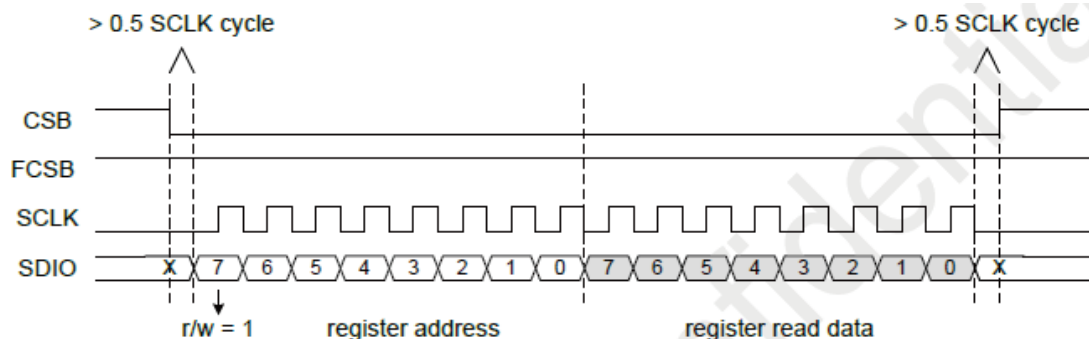 > 0.5 SCLK cycle > 0.5 SCLK cycle
CSB
FCSB
SCLK
SDIO X 7 6 5 4 3 2 1 0 7 6 5 4 3 2 1 0 X
r/w = 1 register address register read data